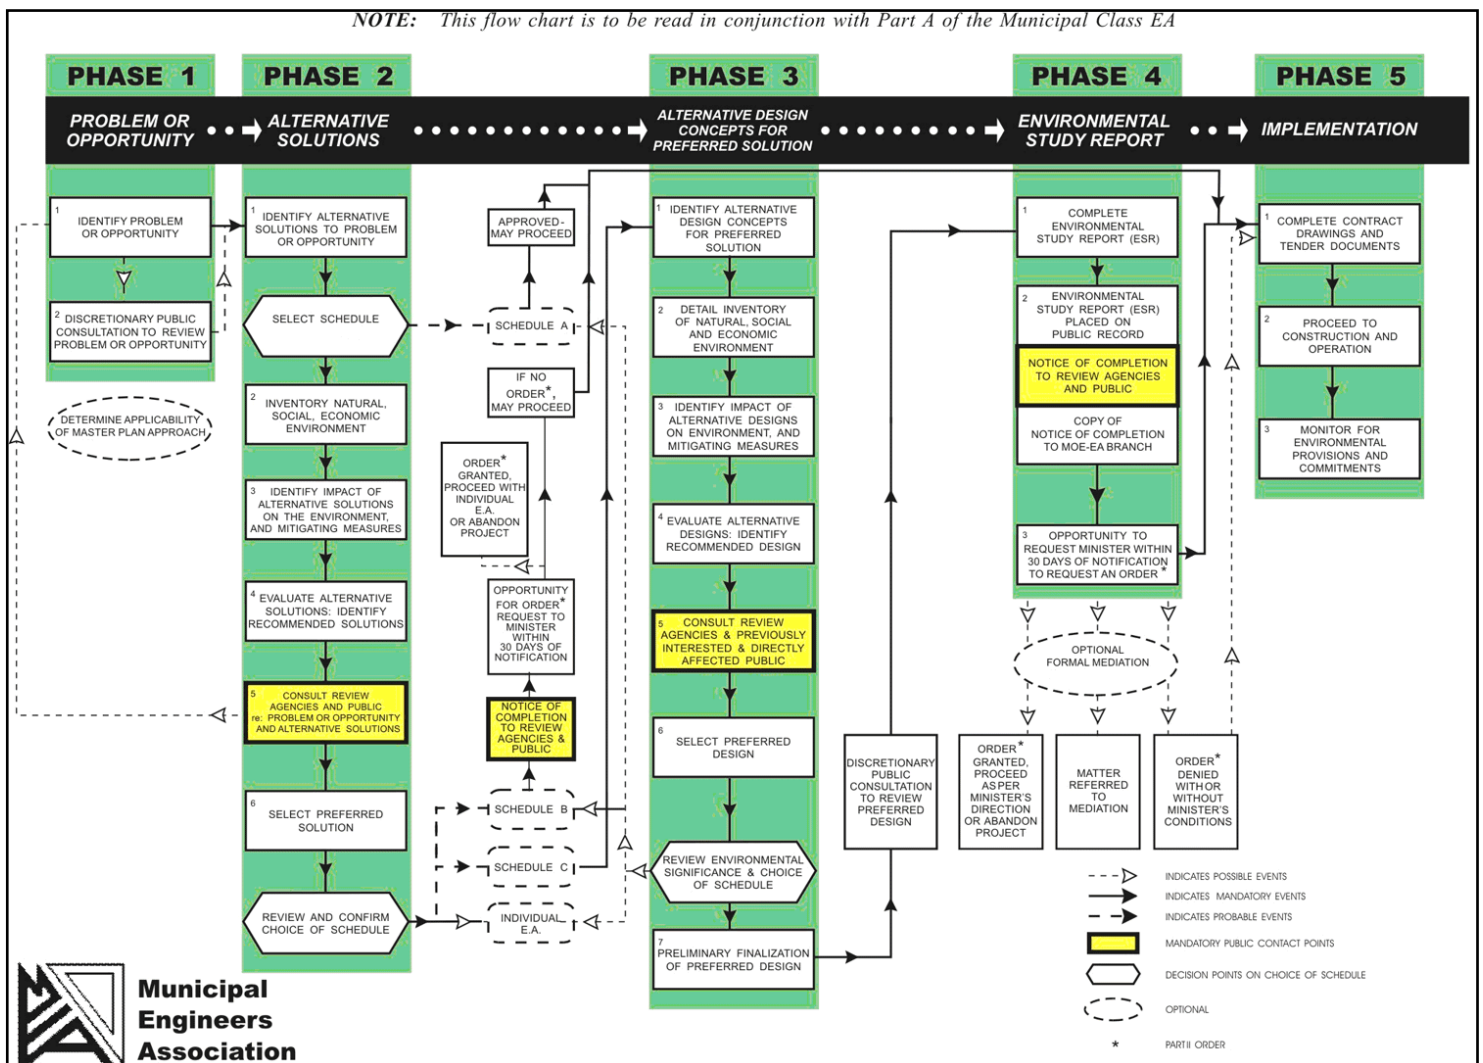 NOTE: This flow chart is to be read in conjunction with Part A of the Municipal Class EA
PHASE 1
PROBLEM OR
OPPORTUNITY
1
IDENTIFY PROBLEM
OR OPPORTUNITY
2 DISCRETIONARY PUBLIC
CONSULTATION TO REVIEW
PROBLEM OR OPPORTUNITY
DETERMINE APPLICABILITY
OF MASTER PLAN APPROACH
PHASE 2
ALTERNATIVE
SOLUTIONS
1
IDENTIFY ALTERNATIVE
SOLUTIONS TO PROBLEM
OR OPPORTUNITY
SELECT SCHEDULE
2
INVENTORY NATURAL,
SOCIAL, ECONOMIC
ENVIRONMENT
3 IDENTIFY IMPACT OF
ALTERNATIVE SOLUTIONS
ON THE ENVIRONMENT,
AND MITIGATING MEASURES
4 EVALUATE ALTERNATIVE
SOLUTIONS: IDENTIFY
RECOMMENDED SOLUTIONS
5 CONSULT REVIEW
AGENCIES AND PUBLIC
re: PROBLEM OR OPPORTUNITY
AND ALTERNATIVE SOLUTIONS
6
SELECT PREFERRED
SOLUTION
REVIEW AND CONFIRM
CHOICE OF SCHEDULE
APPROVED-
MAY PROCEED
SCHEDULE A
IF NO
ORDER*,
MAY PROCEED
ORDER*
GRANTED,
PROCEED WITH
INDIVIDUAL
E.A.
OR ABANDON
PROJECT
OPPORTUNITY
FOR ORDER*
REQUEST TO
MINISTER
WITHIN
30 DAYS OF
NOTIFICATION
NOTICE OF
COMPLETION
TO REVIEW
AGENCIES &
PUBLIC
SCHEDULE B
SCHEDULE C
INDIVIDUAL
E.A.
PHASE 3
ALTERNATIVE DESIGN
CONCEPTS FOR
PREFERRED SOLUTION
1 IDENTIFY ALTERNATIVE
DESIGN CONCEPTS
FOR PREFERRED
SOLUTION
DETAIL INVENTORY
2 OF NATURAL, SOCIAL
AND ECONOMIC
ENVIRONMENT
3 IDENTIFY IMPACT OF
ALTERNATIVE DESIGNS
ON ENVIRONMENT, AND
MITIGATING MEASURES
4 EVALUATE ALTERNATIVE
DESIGNS: IDENTIFY
RECOMMENDED DESIGN
5 CONSULT REVIEW
AGENCIES & PREVIOUSLY
INTERESTED & DIRECTLY
AFFECTED PUBLIC
6
SELECT PREFERRED
DESIGN
REVIEW ENVIRONMENTAL
SIGNIFICANCE & CHOICE
OF SCHEDULE
7
PRELIMINARY FINALIZATION
OF PREFERRED DESIGN
DISCRETIONARY
PUBLIC
CONSULTATION
TO REVIEW
PREFERRED
DESIGN
PHASE 4
ENVIRONMENTAL
STUDY REPORT
1
COMPLETE
ENVIRONMENTAL
STUDY REPORT (ESR)
2 ENVIRONMENTAL
STUDY REPORT (ESR)
PLACED ON
PUBLIC RECORD
NOTICE OF COMPLETION
TO REVIEW AGENCIES
AND PUBLIC
COPY OF
NOTICE OF COMPLETION
TO MOE-EA BRANCH
3 OPPORTUNITY TO
REQUEST MINISTER WITHIN
30 DAYS OF NOTIFICATION
TO REQUEST AN ORDER*
OPTIONAL
FORMAL MEDIATION
ORDER*
GRANTED,
PROCEED
AS PER
MINISTER'S
DIRECTION
OR ABANDON
PROJECT
MATTER
REFERRED
TO
MEDIATION
ORDER*
DENIED
WITH OR
WITHOUT
MINISTER'S
CONDITIONS
PHASE 5
IMPLEMENTATION
1
COMPLETE CONTRACT
DRAWINGS AND
TENDER DOCUMENTS
2
PROCEED TO
CONSTRUCTION AND
OPERATION
3
MONITOR FOR
ENVIRONMENTAL
PROVISIONS AND
COMMITMENTS
INDICATES POSSIBLE EVENTS
INDICATES MANDATORY EVENTS
INDICATES PROBABLE EVENTS
MANDATORY PUBLIC CONTACT POINTS
DECISION POINTS ON CHOICE OF SCHEDULE
OPTIONAL
* PART II ORDER
MEA
Municipal
Engineers
Association